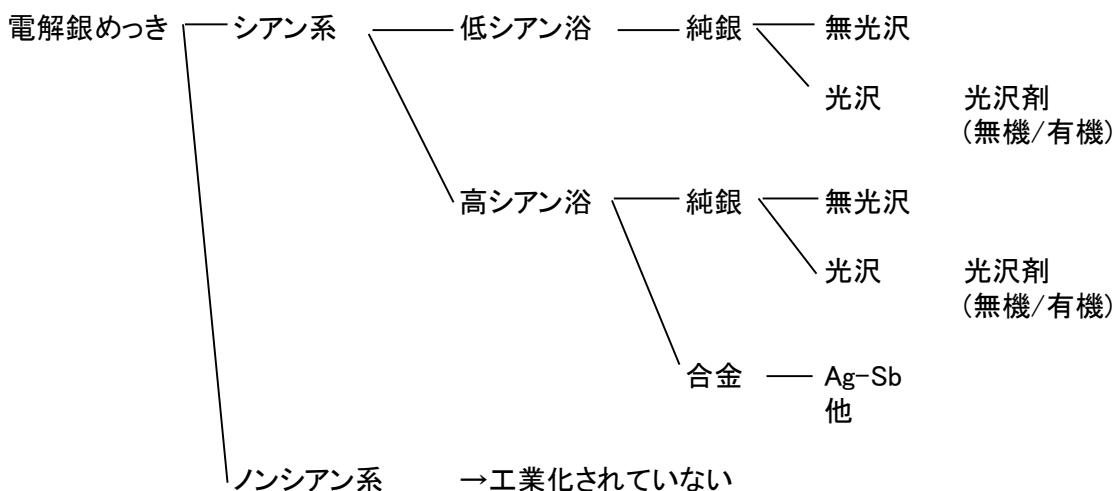 電解銀めっき シアン系 低シアン浴 純銀 無光沢
光沢 光沢剤
(無機/有機)
高シアン浴 純銀 無光沢
光沢 光沢剤
(無機/有機)
合金 Ag-Sb
他
ノンシアン系 →工業化されていない